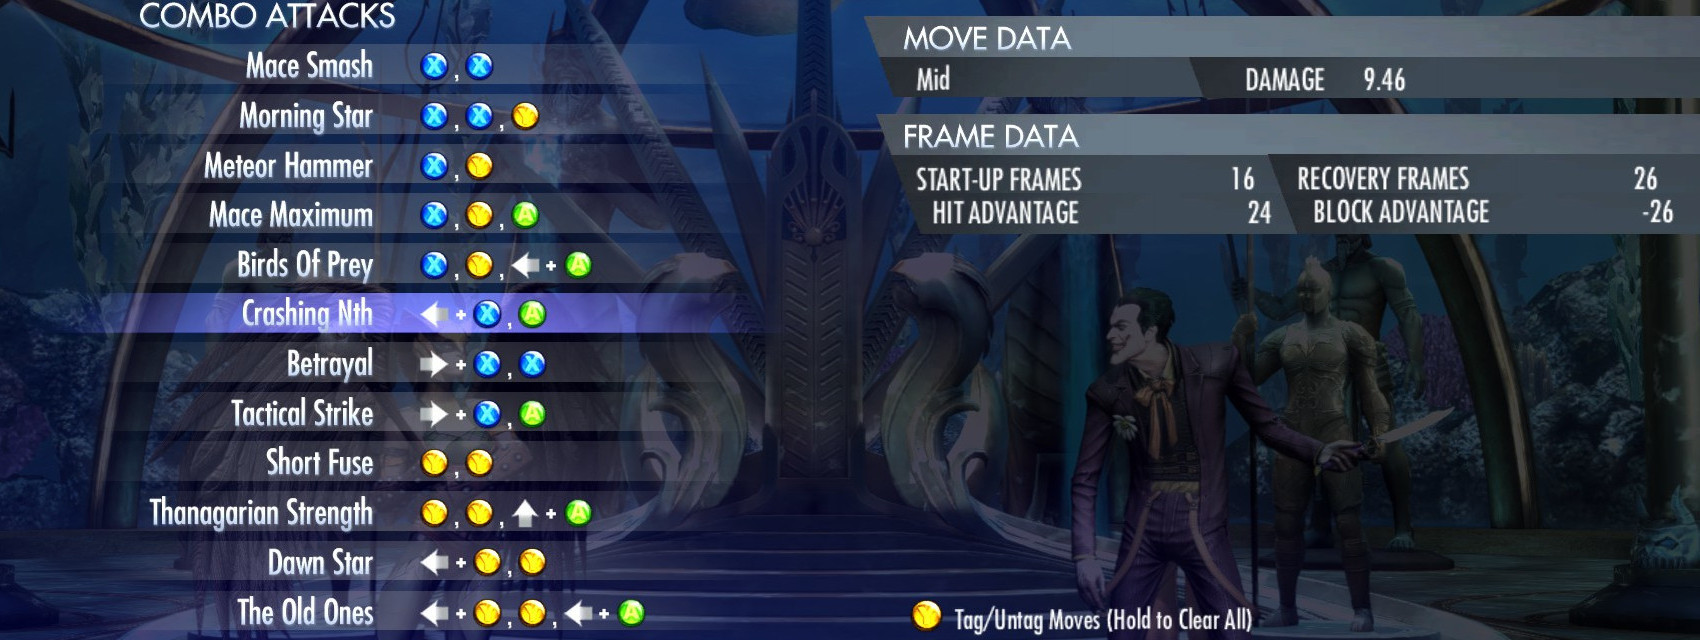 COMBO ATTACKS
Mace Smash X, X
Morning Star X, X, Y
Meteor Hammer X, Y
Mace Maximum X, Y, A
Birds Of Prey X, Y, ← + A
Crashing Nth ← + X, A
Betrayal → + X, X
Tactical Strike → + X, A
Short Fuse Y, Y
Thanagarian Strength Y, Y, ↑ + A
Dawn Star ← + Y, Y
The Old Ones ← + Y, Y, ← + A
MOVE DATA
Mid DAMAGE 9.46
FRAME DATA
START-UP FRAMES 16 RECOVERY FRAMES 26
HIT ADVANTAGE 24 BLOCK ADVANTAGE -26
Y Tag/Untag Moves (Hold to Clear All)